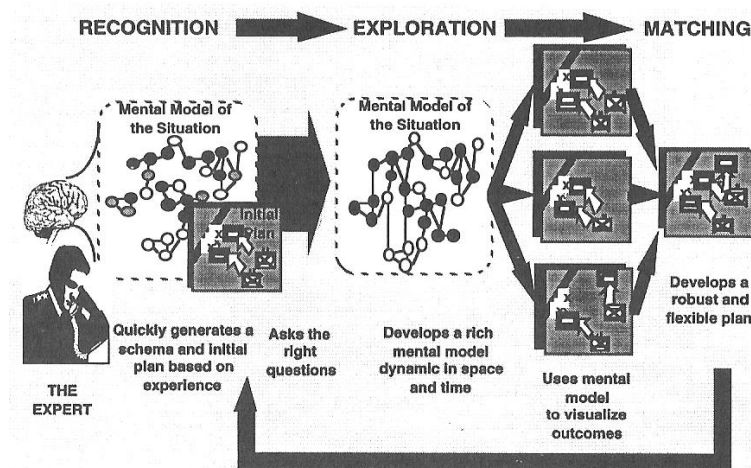 RECOGNITION EXPLORATION MATCHING
Mental Model of
the Situation
Initial
Plan
Mental Model of
the Situation
THE
EXPERT
Quickly generates a
schema and initial
plan based on
experience
Asks the
right
questions
Develops a rich
mental model
dynamic in space
and time
Uses mental
model
to visualize
outcomes
Develops a
robust and
flexible plan